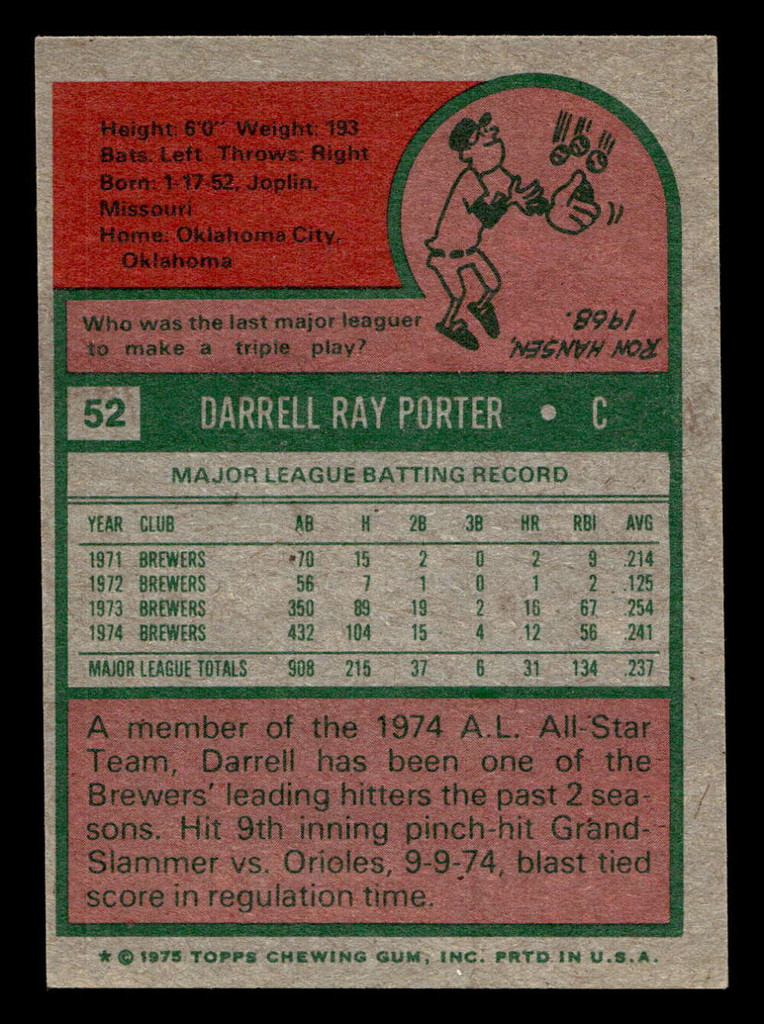 Height: 6'0" Weight: 193
Bats: Left Throws: Right
Born: 1-17-52, Joplin,
Missouri
Home: Oklahoma City,
Oklahoma
Who was the last major leaguer
to make a triple play?
RON HANSEN,
1968.
52 DARRELL RAY PORTER • C
MAJOR LEAGUE BATTING RECORD
YEAR CLUB AB H 2B 3B HR RBI AVG
1971 BREWERS 70 15 2 0 2 9 .214
1972 BREWERS 56 7 1 0 1 2 .125
1973 BREWERS 350 89 19 2 16 67 .254
1974 BREWERS 432 104 15 4 12 56 .241
MAJOR LEAGUE TOTALS 908 215 37 6 31 134 .237
A member of the 1974 A.L. All-Star
Team, Darrell has been one of the
Brewers' leading hitters the past 2 sea-
sons. Hit 9th inning pinch-hit Grand-
Slammer vs. Orioles, 9-9-74, blast tied
score in regulation time.
* © 1975 TOPPS CHEWING GUM, INC. PRTD IN U.S.A.